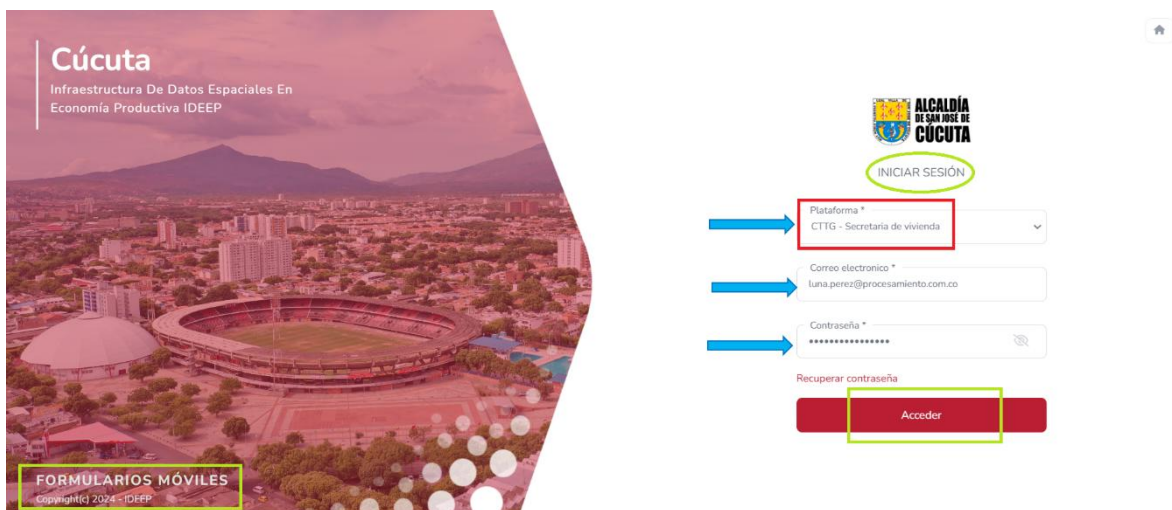 Cúcuta
Infraestructura De Datos Espaciales En
Economía Productiva IDEEP
FORMULARIOS MÓVILES
Copyright(c) 2024 - IDEEP
ALCALDÍA
DE SAN JOSÉ DE
CÚCUTA
INICIAR SESIÓN
Plataforma *
CTTG - Secretaria de vivienda
Correo electronico *
luna.perez@procesamiento.com.co
Contraseña *
••••••••••••••••
Recuperar contraseña
Acceder